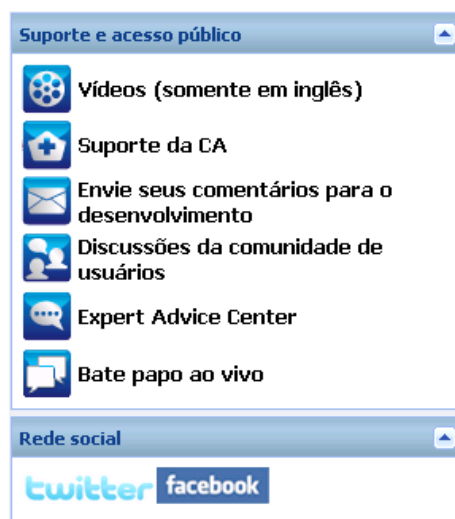 Suporte e acesso público
Vídeos (somente em inglês)
Suporte da CA
Envie seus comentários para o
desenvolvimento
Discussões da comunidade de
usuários
Expert Advice Center
Bate papo ao vivo
Rede social
twitter facebook